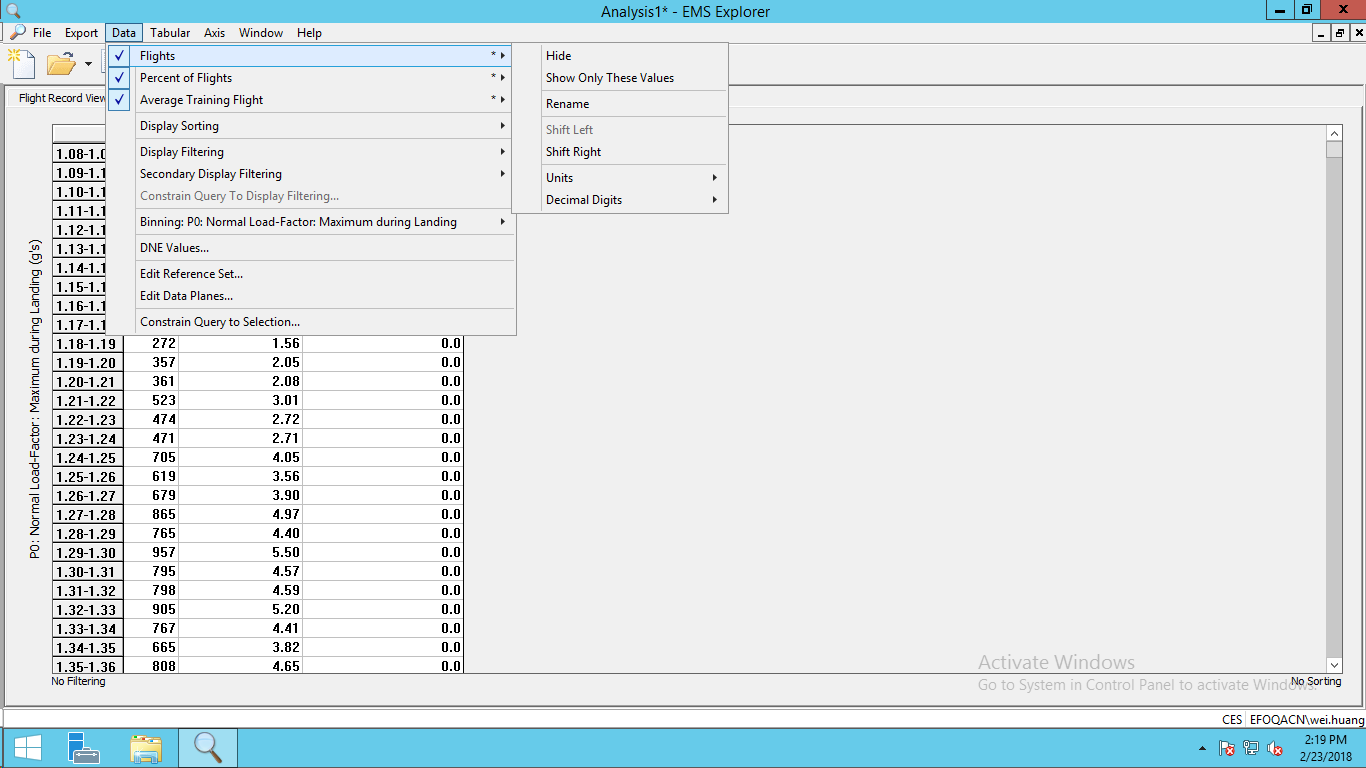 Analysis1* - EMS Explorer
File Export Data Tabular Axis Window Help
Flight Record View
Flights *
Percent of Flights *
Average Training Flight *
Display Sorting
Display Filtering
Secondary Display Filtering
Constrain Query To Display Filtering...
Binning: P0: Normal Load-Factor: Maximum during Landing
DNE Values...
Edit Reference Set...
Edit Data Planes...
Constrain Query to Selection...
Hide
Show Only These Values
Rename
Shift Left
Shift Right
Units
Decimal Digits
P0: Normal Load-Factor: Maximum during Landing (g's)
1.08-1.0
1.09-1.1
1.10-1.1
1.11-1.1
1.12-1.1
1.13-1.1
1.14-1.1
1.15-1.1
1.16-1.1
1.17-1.1
1.18-1.19 272 1.56 0.0
1.19-1.20 357 2.05 0.0
1.20-1.21 361 2.08 0.0
1.21-1.22 523 3.01 0.0
1.22-1.23 474 2.72 0.0
1.23-1.24 471 2.71 0.0
1.24-1.25 705 4.05 0.0
1.25-1.26 619 3.56 0.0
1.26-1.27 679 3.90 0.0
1.27-1.28 865 4.97 0.0
1.28-1.29 765 4.40 0.0
1.29-1.30 957 5.50 0.0
1.30-1.31 795 4.57 0.0
1.31-1.32 798 4.59 0.0
1.32-1.33 905 5.20 0.0
1.33-1.34 767 4.41 0.0
1.34-1.35 665 3.82 0.0
1.35-1.36 808 4.65 0.0
No Filtering
No Sorting
Activate Windows
Go to System in Control Panel to activate Windows.
CES EFOQACN\wei.huang
2:19 PM
2/23/2018